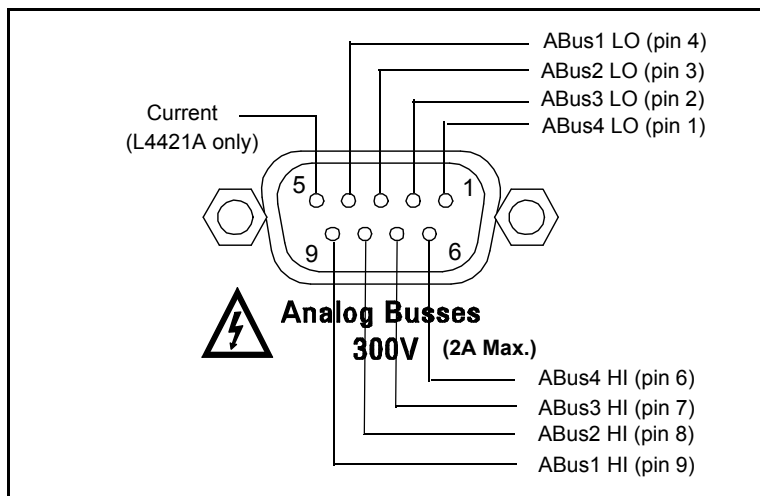 ABus1 LO (pin 4)
ABus2 LO (pin 3)
ABus3 LO (pin 2)
ABus4 LO (pin 1)
Current
(L4421A only)
5
1
9
6
Analog Busses
300V (2A Max.)
ABus4 HI (pin 6)
ABus3 HI (pin 7)
ABus2 HI (pin 8)
ABus1 HI (pin 9)